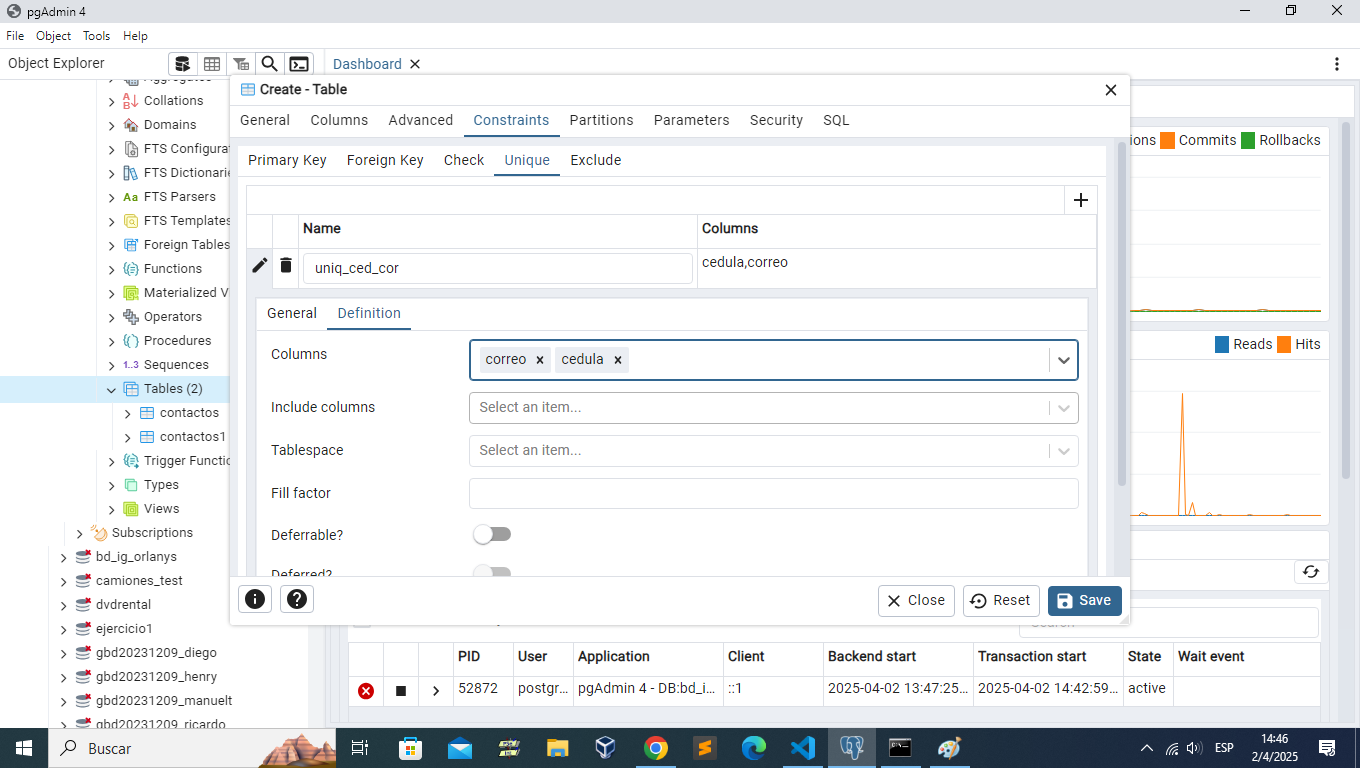 pgAdmin 4
File Object Tools Help
Object Explorer
Dashboard
Aggregates
Collations
Domains
FTS Configurat
FTS Dictionarie
FTS Parsers
FTS Templates
Foreign Tables
Functions
Materialized V
Operators
Procedures
1..3 Sequences
Tables (2)
contactos
contactos1
Trigger Functio
Types
Views
Subscriptions
bd_ig_orlanys
camiones_test
dvdrental
ejercicio1
gbd20231209_diego
gbd20231209_henry
gbd20231209_manuelt
gbd20231209_ricardo
Create - Table
General Columns Advanced Constraints Partitions Parameters Security SQL
Primary Key Foreign Key Check Unique Exclude
Name Columns
uniq_ced_cor cedula,correo
General Definition
Columns correo cedula
Include columns Select an item...
Tablespace Select an item...
Fill factor
Deferrable?
Deferred?
Close Reset Save
ions Commits Rollbacks
Reads Hits
Search
PID User Application Client Backend start Transaction start State Wait event
52872 postgr... pgAdmin 4 - DB:bd_i... ::1 2025-04-02 13:47:25... 2025-04-02 14:42:59... active
Buscar
ESP
14:46
2/4/2025